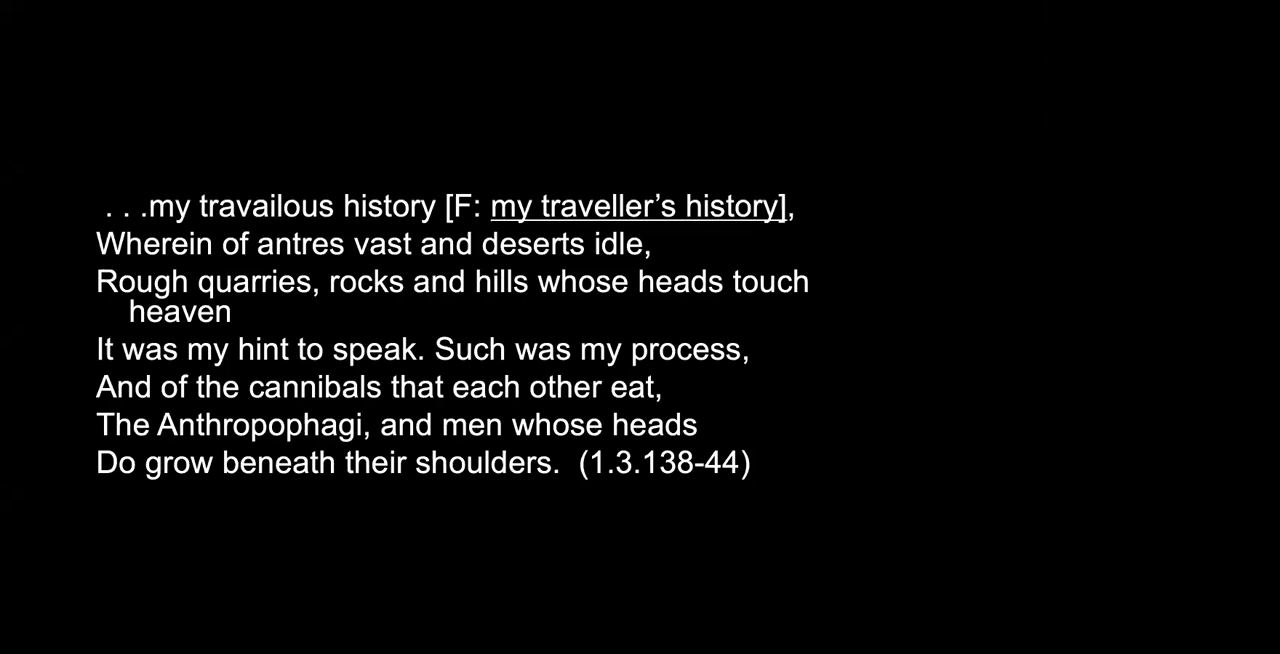 . . .my travailous history [F: my traveller’s history],
Wherein of antres vast and deserts idle,
Rough quarries, rocks and hills whose heads touch
heaven
It was my hint to speak. Such was my process,
And of the cannibals that each other eat,
The Anthropophagi, and men whose heads
Do grow beneath their shoulders. (1.3.138-44)